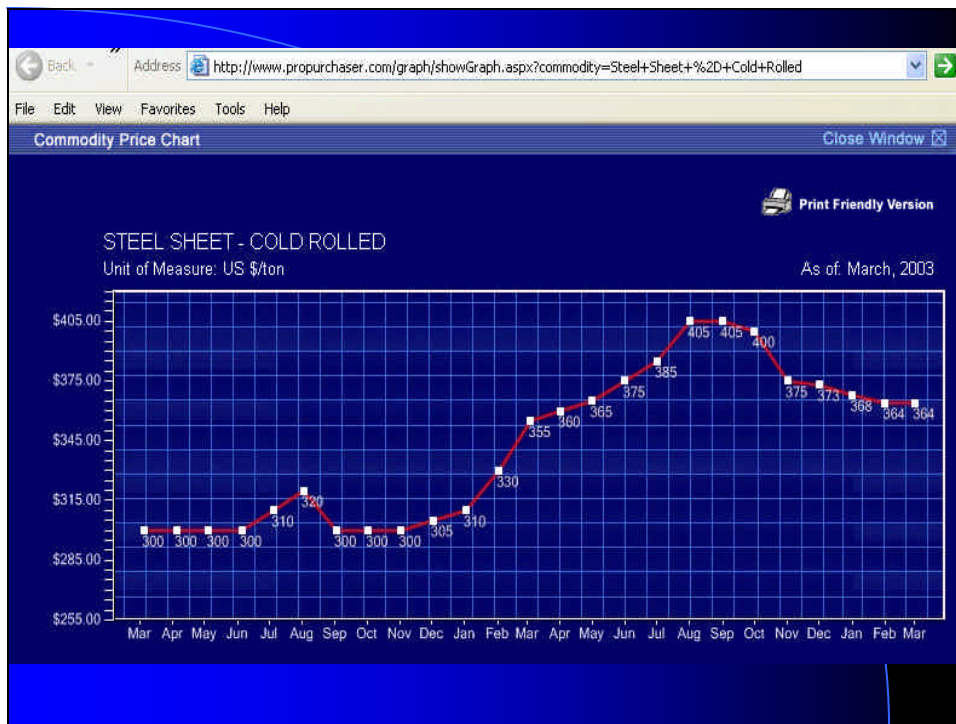 »
Back
Address http://www.propurchaser.com/graph/showGraph.aspx?commodity=Steel+Sheet+%2D+Cold+Rolled
File Edit View Favorites Tools Help
Commodity Price Chart
Close Window
Print Friendly Version
STEEL SHEET - COLD ROLLED
Unit of Measure: US $/ton
As of: March, 2003
$405.00
$375.00
$345.00
$315.00
$285.00
$255.00
300 300 300 300 310 320 300 300 300 305 310 330 355 360 365 375 385 405 405 400 375 373 368 364 364
Mar Apr May Jun Jul Aug Sep Oct Nov Dec Jan Feb Mar Apr May Jun Jul Aug Sep Oct Nov Dec Jan Feb Mar